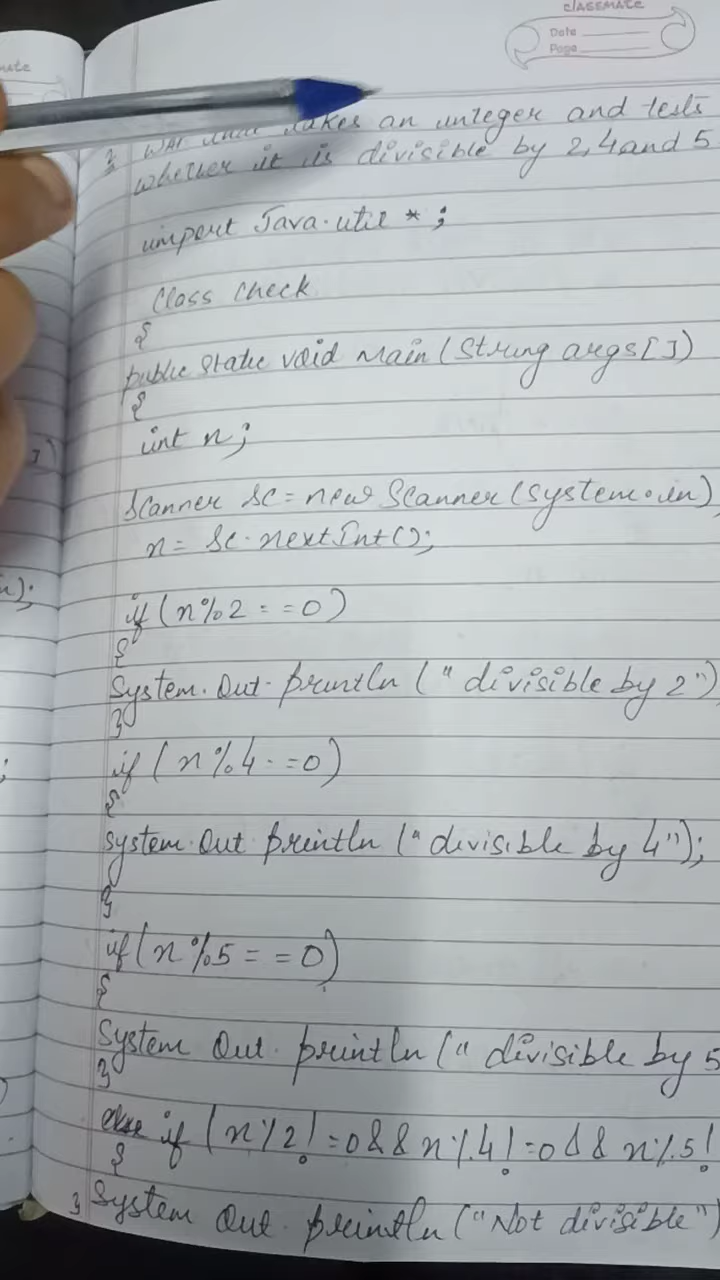 classmate
Date
Page
2 WAP that takes an integer and tests
whether it is divisible by 2, 4 and 5
import Java.util *;
Class Check
{
public static void main (String args[])
{
int n;
Scanner sc = new Scanner (System.in)
n = sc.nextInt();
if (n%2 = =0)
{
System.Out.println (" divisible by 2")
}
if (n%4 = =0)
{
System.Out println (" divisible by 4");
}
if (n%5 = =0)
{
System Out.println (" divisible by 5
}
else if (n%2! =0 && n%4! =0 && n%5!
{
} System Out.println ("Not divisible")